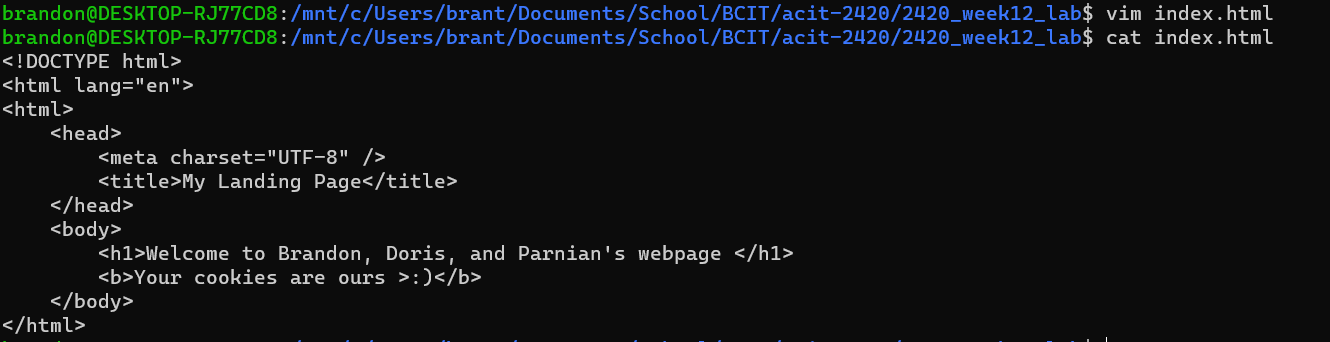 brandon@DESKTOP-RJ77CD8:/mnt/c/Users/brant/Documents/School/BCIT/acit-2420/2420_week12_lab$ vim index.html
brandon@DESKTOP-RJ77CD8:/mnt/c/Users/brant/Documents/School/BCIT/acit-2420/2420_week12_lab$ cat index.html
<!DOCTYPE html>
<html lang="en">
<html>
    <head>
        <meta charset="UTF-8" />
        <title>My Landing Page</title>
    </head>
    <body>
        <h1>Welcome to Brandon, Doris, and Parnian's webpage </h1>
        <b>Your cookies are ours >:)</b>
    </body>
</html>